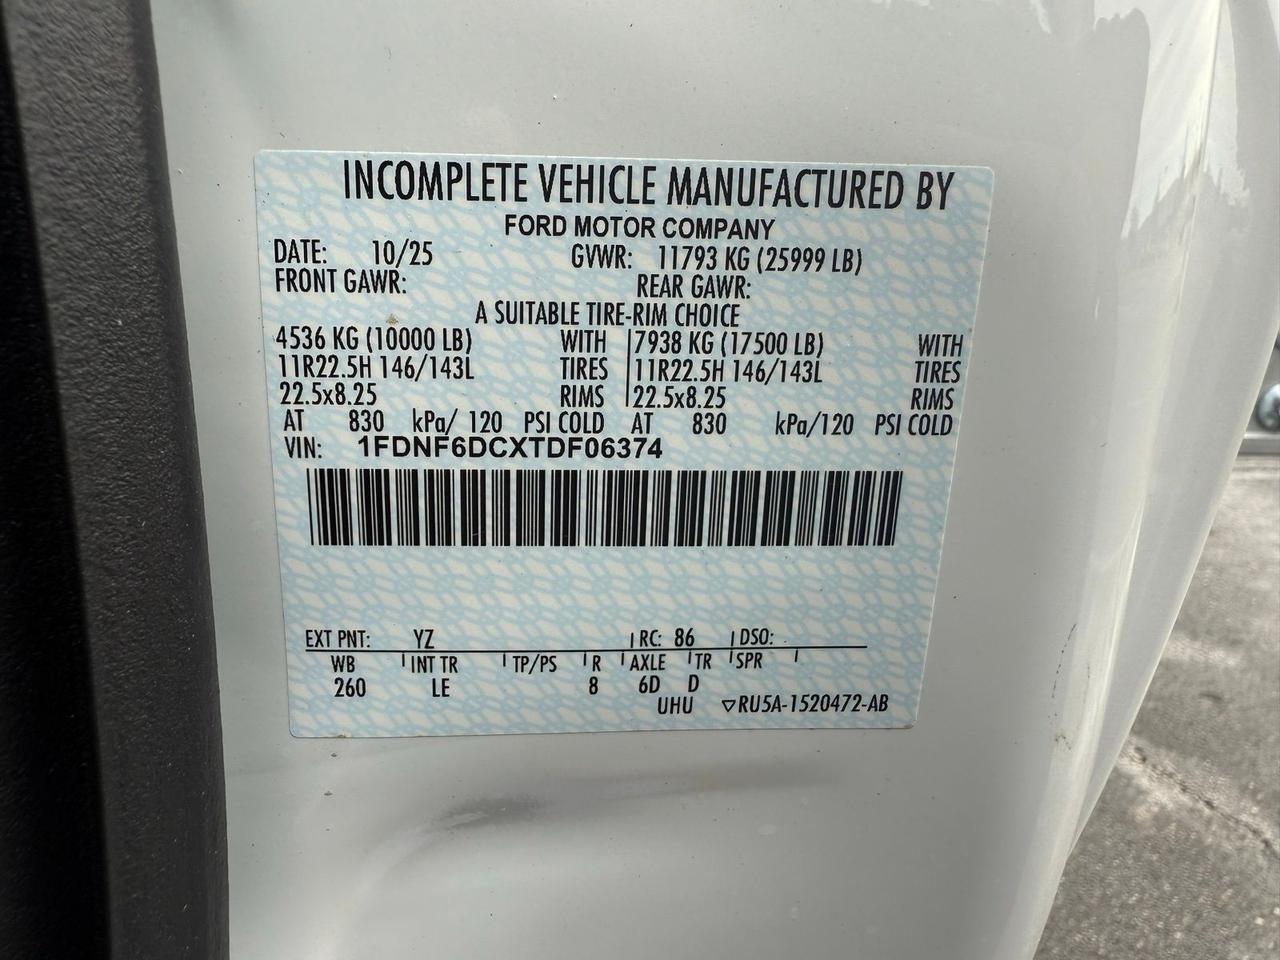 INCOMPLETE VEHICLE MANUFACTURED BY
FORD MOTOR COMPANY
DATE: 10/25 GVWR: 11793 KG (25999 LB)
FRONT GAWR: REAR GAWR:
A SUITABLE TIRE-RIM CHOICE
4536 KG (10000 LB) WITH 7938 KG (17500 LB) WITH
11R22.5H 146/143L TIRES 11R22.5H 146/143L TIRES
22.5x8.25 RIMS 22.5x8.25 RIMS
AT 830 kPa/ 120 PSI COLD AT 830 kPa/120 PSI COLD
VIN: 1FDNF6DCXTDF06374
EXT PNT: YZ RC: 86 DSO:
WB INT TR TP/PS R AXLE TR SPR
260 LE 8 6D D
UHU ▽RU5A-1520472-AB